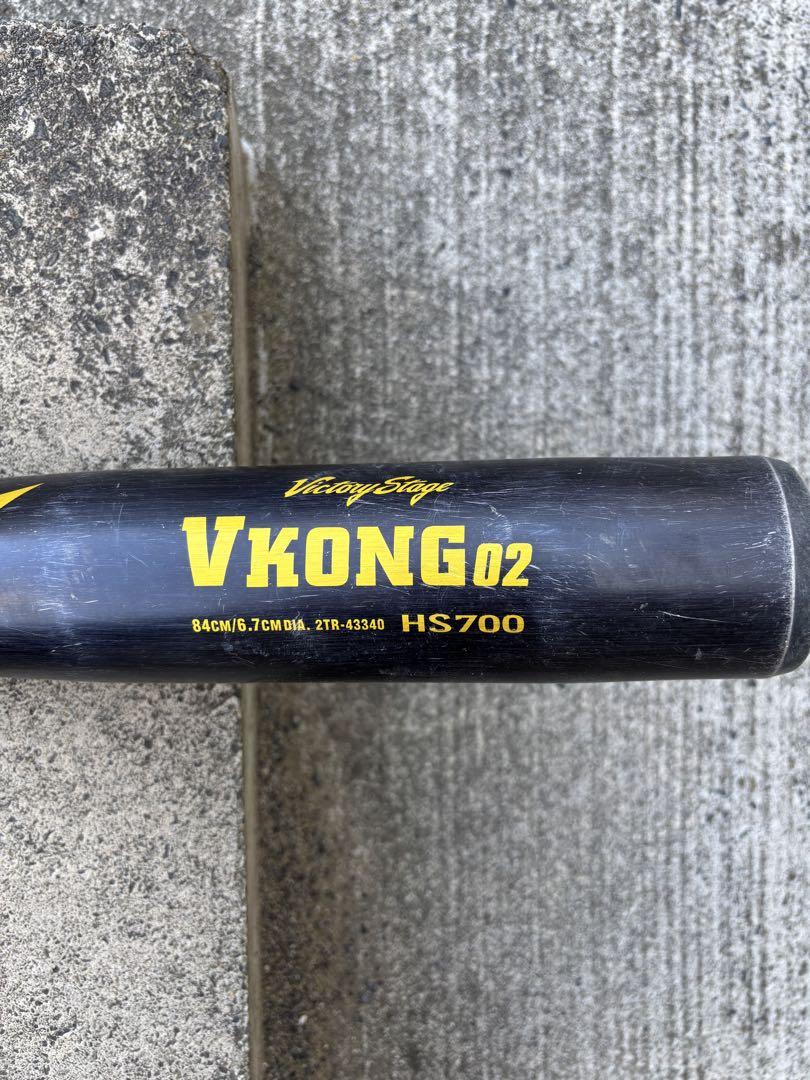 Victory Stage
VKONG02
84CM/6.7CMDIA. 2TR-43340 HS700